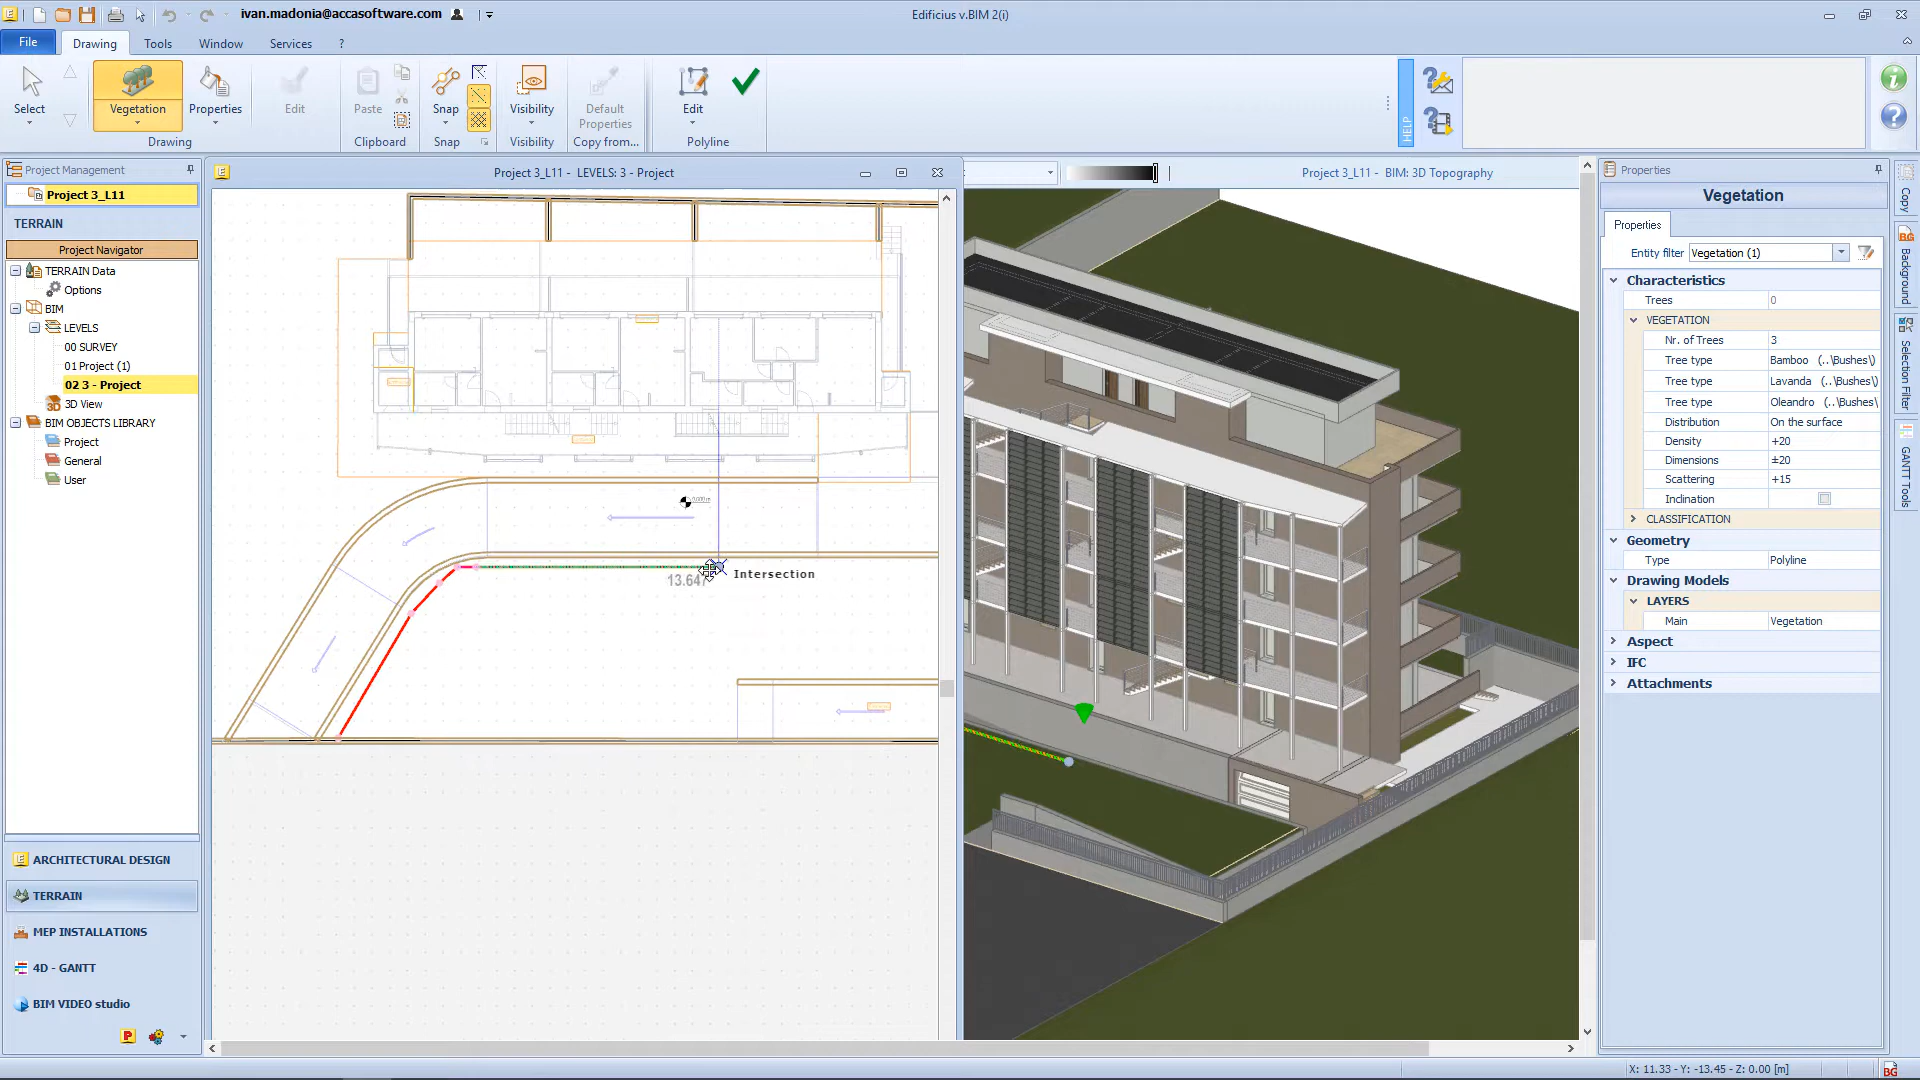 ivan.madonia@accasoftware.com
Edificius v.BIM 2(i)
File
Drawing
Tools
Window
Services
?
Select
Vegetation
Properties
Edit
Paste
Snap
Visibility
Default
Properties
Edit
Drawing
Clipboard
Snap
Visibility
Copy from...
Polyline
HELP
Project Management
Project 3_L11
TERRAIN
Project Navigator
TERRAIN Data
Options
BIM
LEVELS
00 SURVEY
01 Project (1)
02 3 - Project
3D View
BIM OBJECTS LIBRARY
Project
General
User
ARCHITECTURAL DESIGN
TERRAIN
MEP INSTALLATIONS
4D - GANTT
BIM VIDEO studio
Project 3_L11 - LEVELS: 3 - Project
13.647
Intersection
Project 3_L11 - BIM: 3D Topography
Properties
Vegetation
Properties
Entity filter
Vegetation (1)
Characteristics
Trees 0
VEGETATION
Nr. of Trees 3
Tree type Bamboo (..\Bushes\)
Tree type Lavanda (..\Bushes\)
Tree type Oleandro (..\Bushes\
Distribution On the surface
Density +20
Dimensions ±20
Scattering +15
Inclination
CLASSIFICATION
Geometry
Type Polyline
Drawing Models
LAYERS
Main Vegetation
Aspect
IFC
Attachments
Copy
Background
Selection Filter
GANTT Tools
X: 11.33 - Y: -13.45 - Z: 0.00 [m]